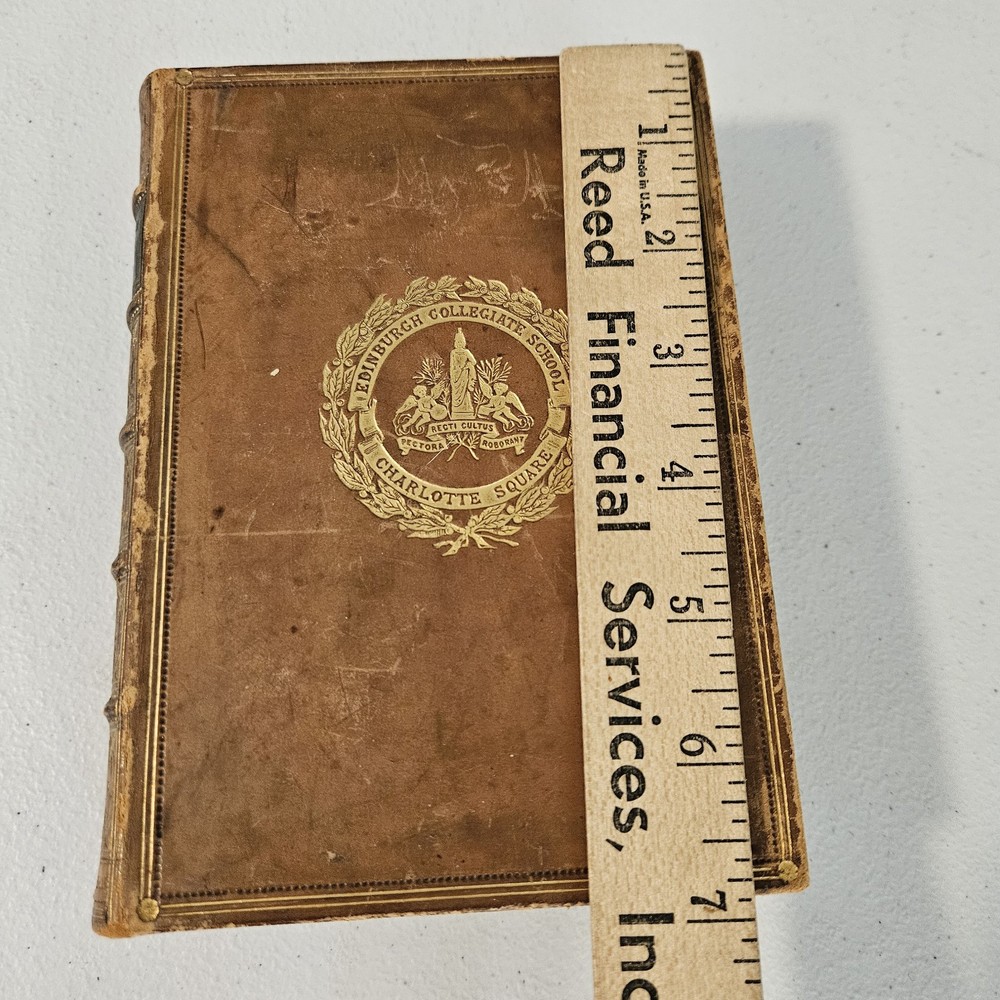 EDINBURGH COLLEGIATE SCHOOL
RECTI CULTUS
PECTORA ROBORANT
CHARLOTTE SQUARE
1 2 3 4 5 6 7
Made in U.S.A.
Reed Financial Services, Inc